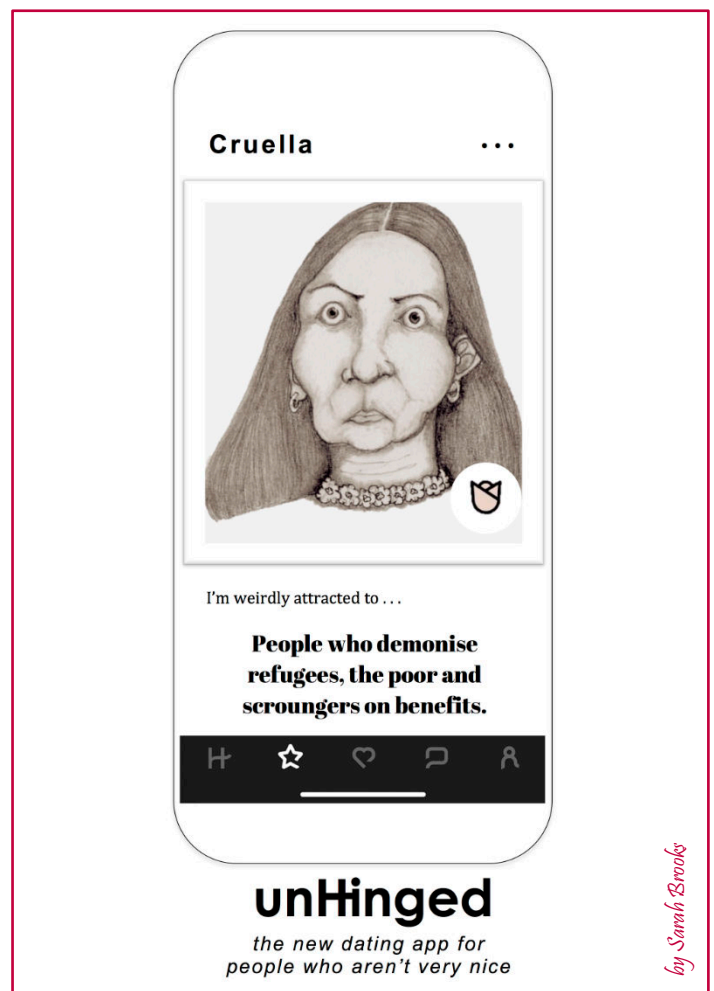 Cruella
...
I'm weirdly attracted to . . .
People who demonise
refugees, the poor and
scroungers on benefits.
unHinged
the new dating app for
people who aren't very nice
by Sarah Brooks